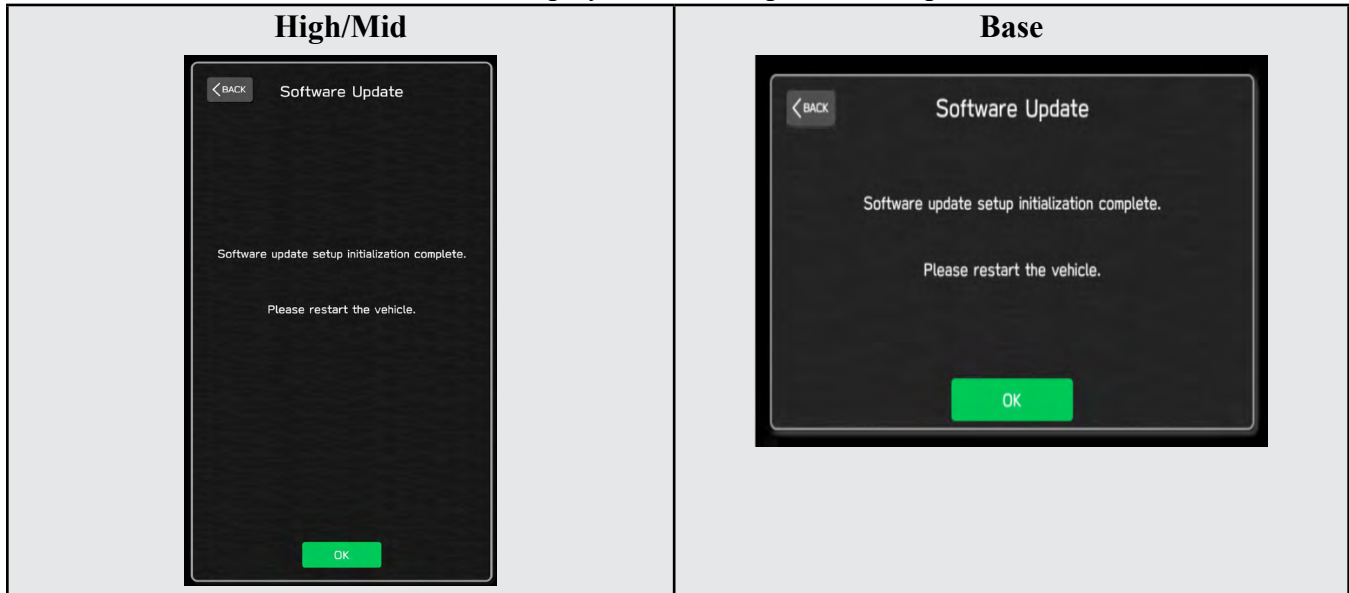 High/Mid
BACK
Software Update
Software update setup initialization complete.
Please restart the vehicle.
OK
Base
BACK
Software Update
Software update setup initialization complete.
Please restart the vehicle.
OK